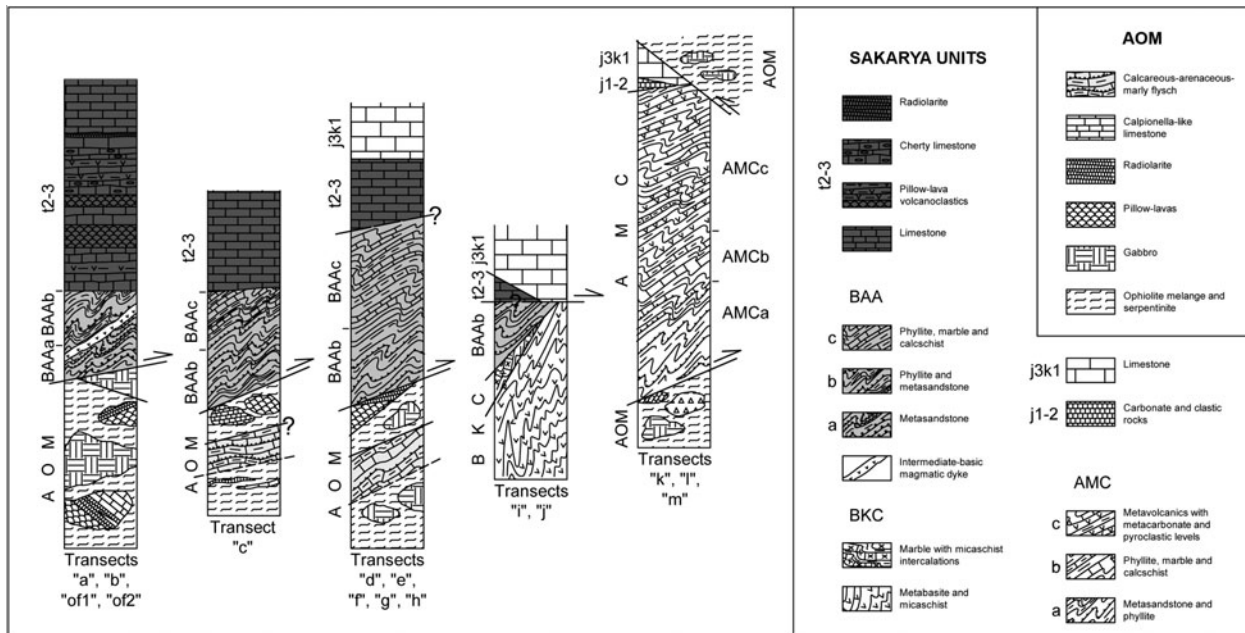 t2-3
BAAb
BAAa
A O M
Transects
"a", "b",
"of1", "of2"
t2-3
BAAc
BAAb
A O M
?
Transect
"c"
j3k1
t2-3
?
BAAc
BAAb
A O M
Transects
"d", "e",
"f", "g", "h"
j3k1
t2-3
?
BAAb
B K C
Transects
"i", "j"
j3k1
j1-2
AOM
A M C
AMCc
AMCb
AMCa
AOM
Transects
"k", "l",
"m"
SAKARYA UNITS
t2-3
Radiolarite
Cherty limestone
Pillow-lava
volcanoclastics
Limestone
BAA
c
Phyllite, marble and
calcschist
b
Phyllite and
metasandstone
a
Metasandstone
Intermediate-basic
magmatic dyke
BKC
Marble with micaschist
intercalations
Metabasite and
micaschist
AOM
Calcareous-arenaceous-
marly flysch
Calpionella-like
limestone
Radiolarite
Pillow-lavas
Gabbro
Ophiolite melange and
serpentinite
j3k1
Limestone
j1-2
Carbonate and clastic
rocks
AMC
c
Metavolcanics with
metacarbonate and
pyroclastic levels
b
Phyllite, marble and
calcschist
a
Metasandstone and
phyllite